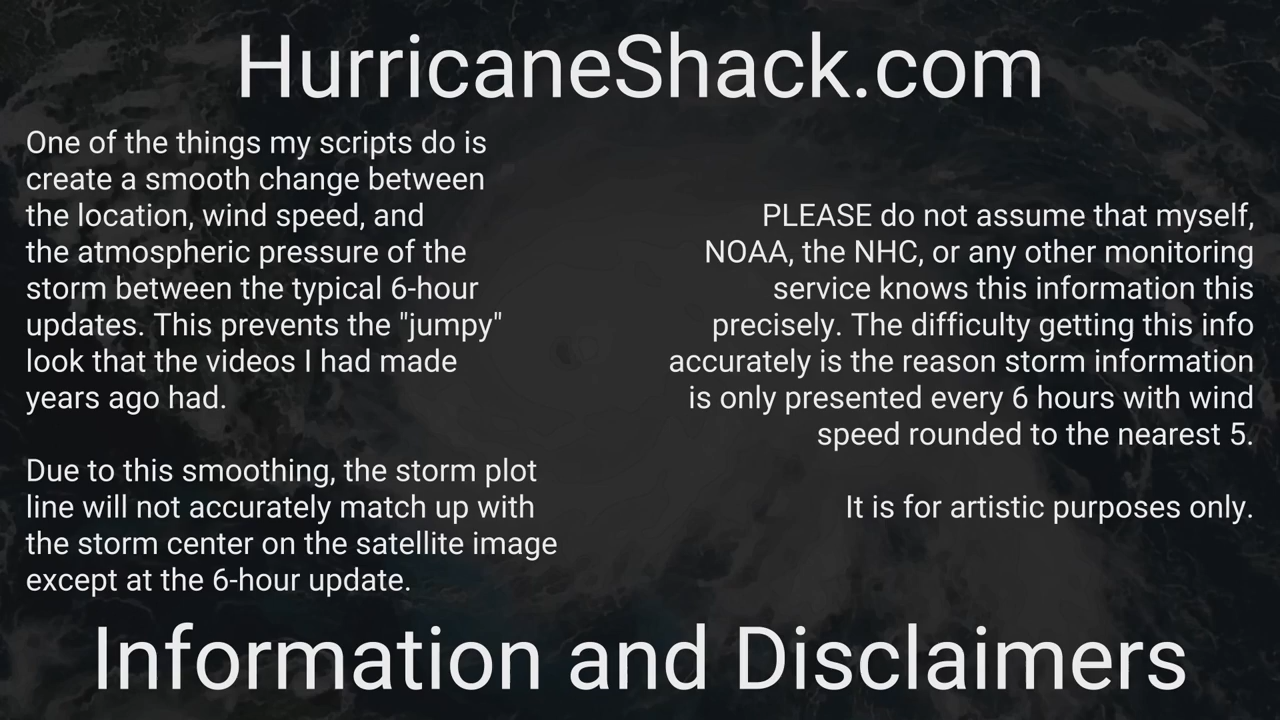 HurricaneShack.com
One of the things my scripts do is
create a smooth change between
the location, wind speed, and
the atmospheric pressure of the
storm between the typical 6-hour
updates. This prevents the "jumpy"
look that the videos I had made
years ago had.
Due to this smoothing, the storm plot
line will not accurately match up with
the storm center on the satellite image
except at the 6-hour update.
PLEASE do not assume that myself,
NOAA, the NHC, or any other monitoring
service knows this information this
precisely. The difficulty getting this info
accurately is the reason storm information
is only presented every 6 hours with wind
speed rounded to the nearest 5.
It is for artistic purposes only.
Information and Disclaimers